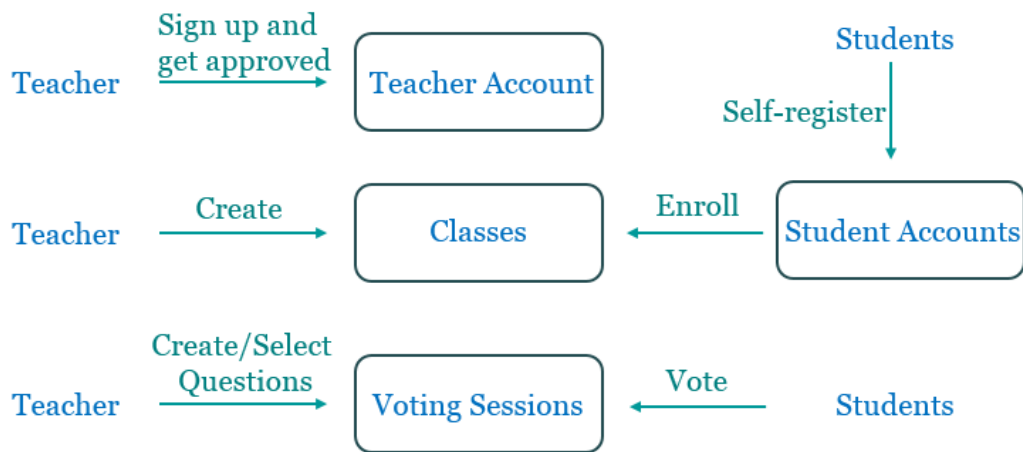 Sign up and
get approved
Teacher
Teacher Account
Students
Self-register
Teacher
Create
Classes
Enroll
Student Accounts
Create/Select
Questions
Teacher
Voting Sessions
Vote
Students